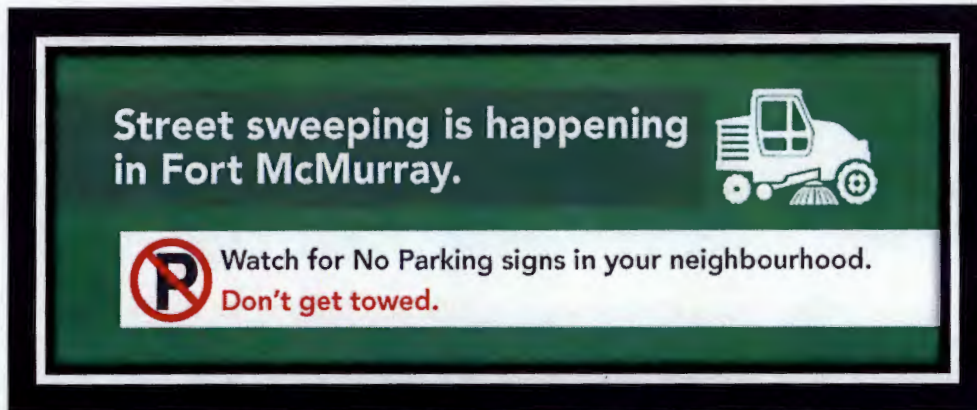 Street sweeping is happening
in Fort McMurray.
P
Watch for No Parking signs in your neighbourhood.
Don't get towed.